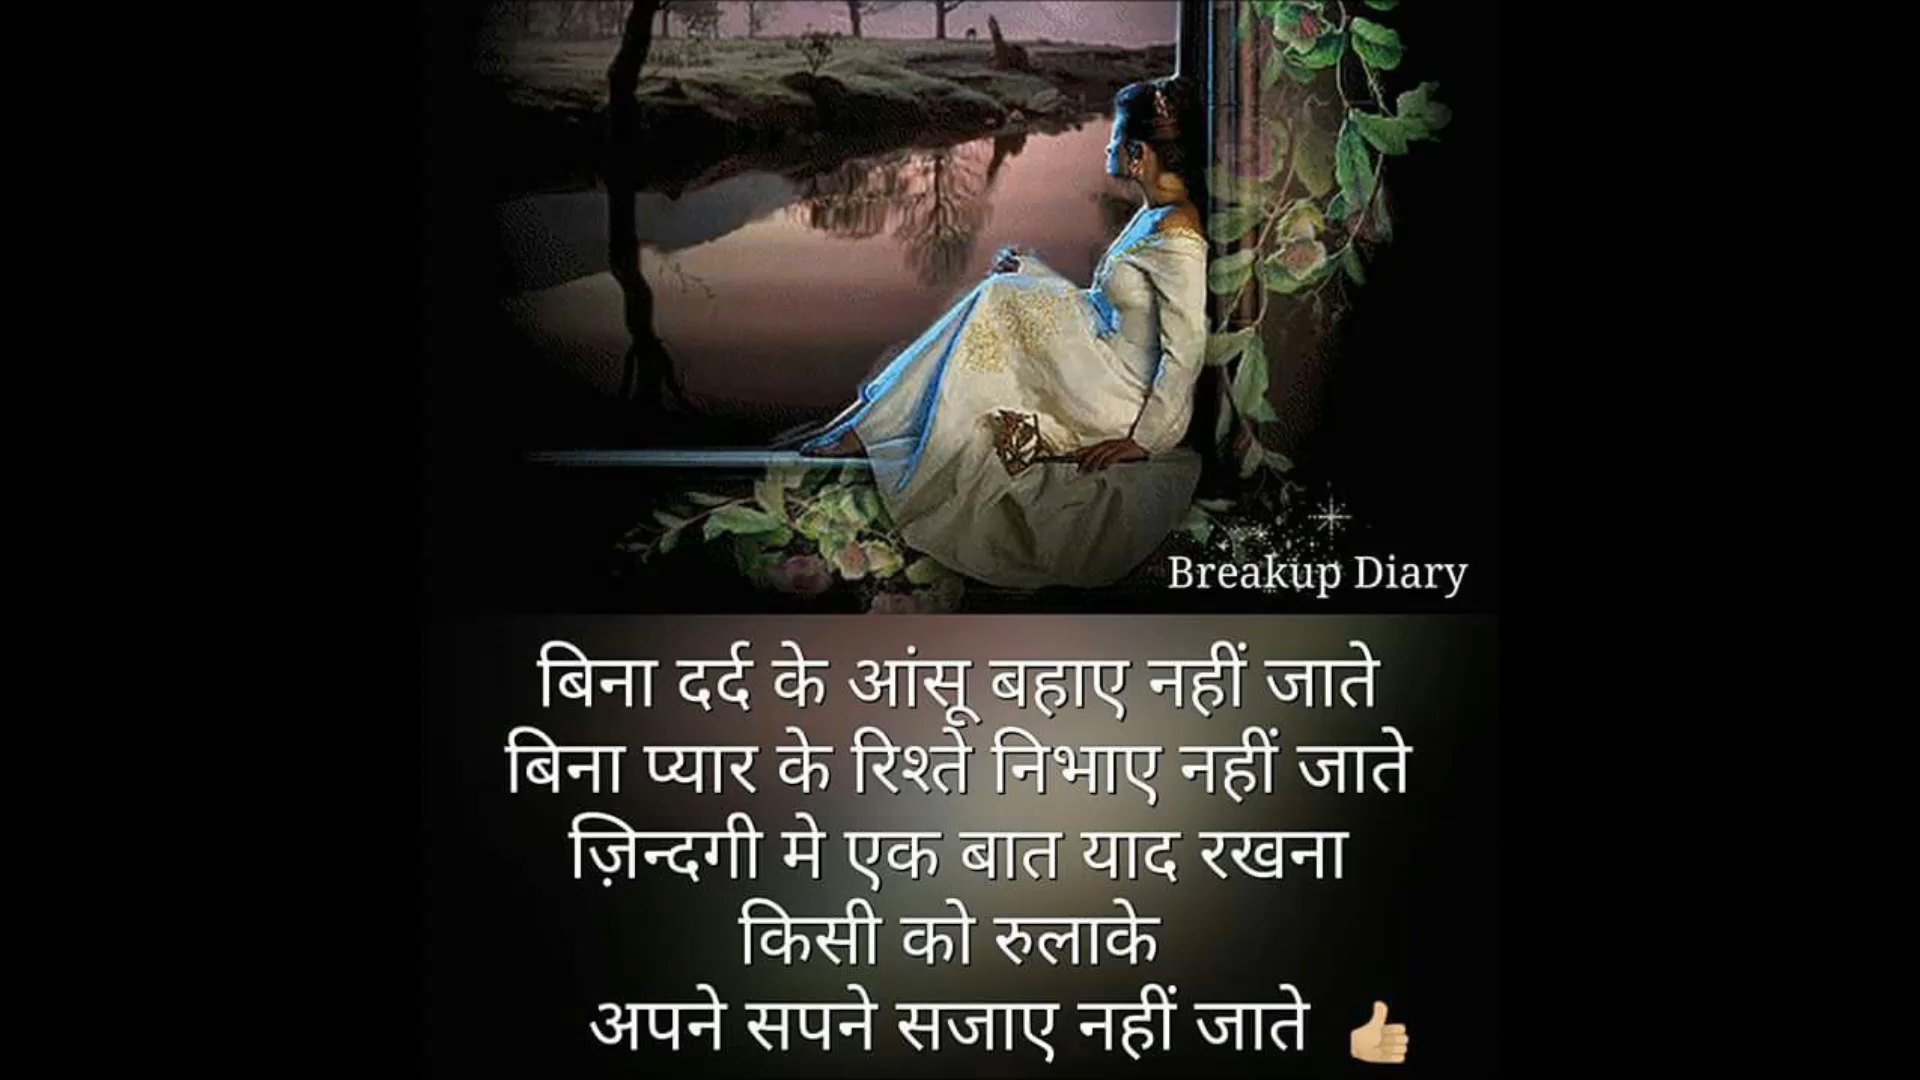 Breakup Diary
बिना दर्द के आंसू बहाए नहीं जाते
बिना प्यार के रिश्ते निभाए नहीं जाते
ज़िन्दगी मे एक बात याद रखना
किसी को रुलाके
अपने सपने सजाए नहीं जाते 👍🏼